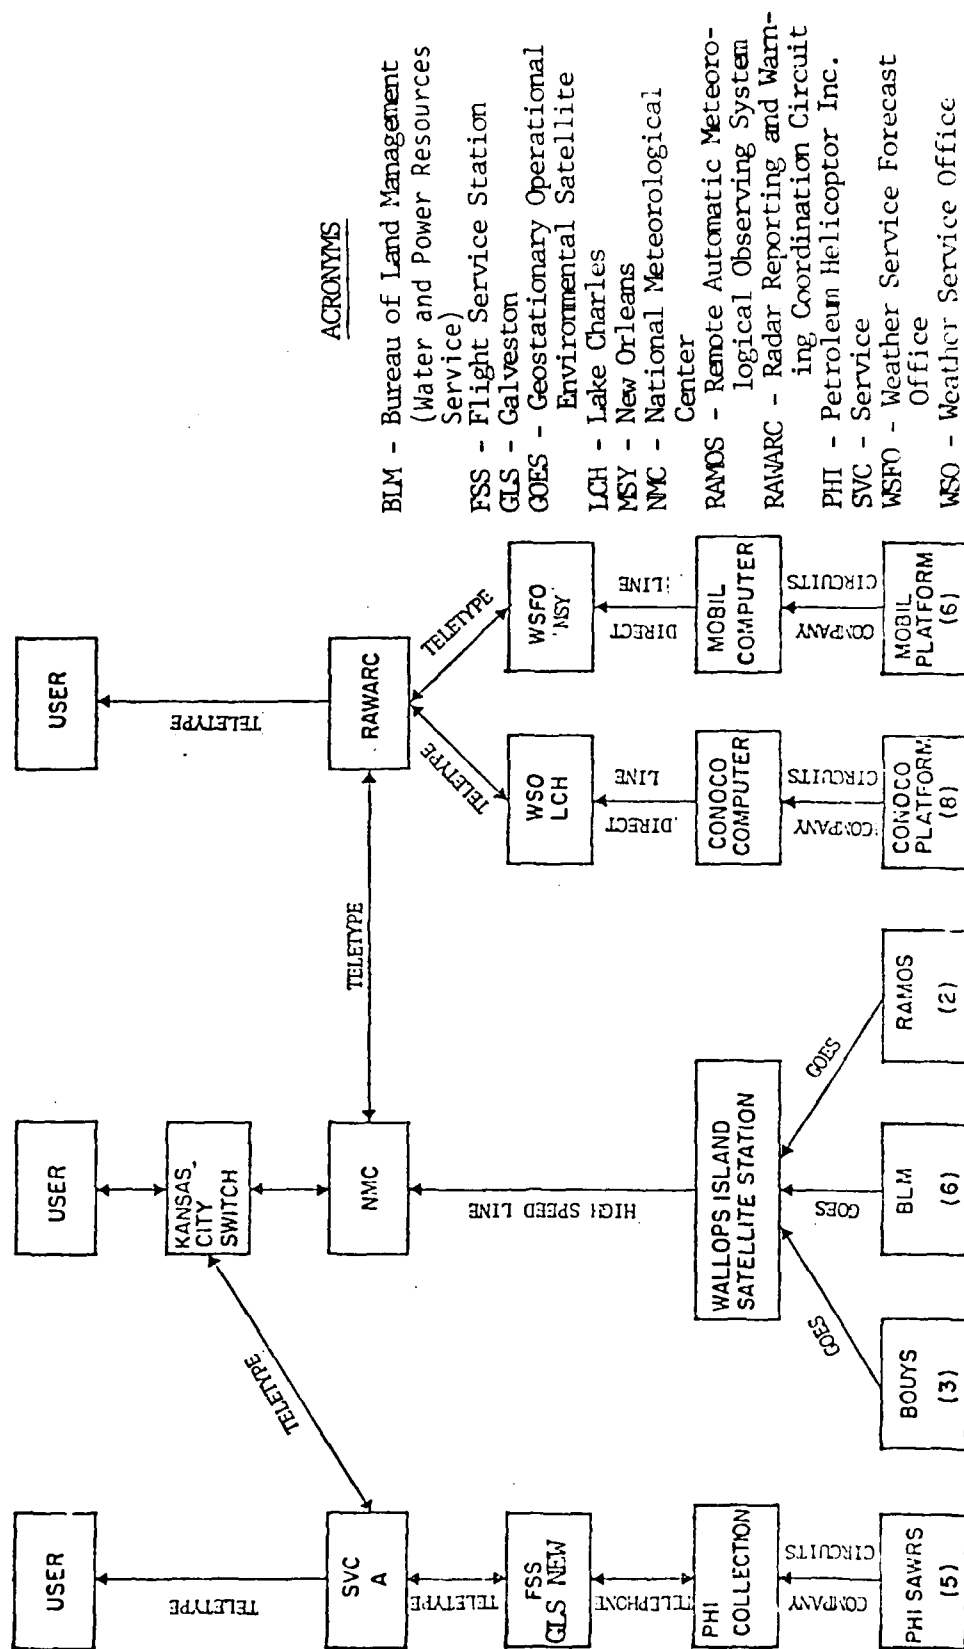 USER
USER
USER
TELETYPE
KANSAS
CITY
SWITCH
TELETYPE
TELETYPE
SVC
A
NMC
TELETYPE
RAWARC
TELETYPE
TELETYPE
TELETYPE
FSS
GLS NEW
HIGH SPEED LINE
WSO
LCH
WSFO
MSY
TELEPHONE
DIRECT LINE
DIRECT LINE
PHI
COLLECTION
WALLOPS ISLAND
SATELLITE STATION
CONOCO
COMPUTER
MOBIL
COMPUTER
COMPANY CIRCUITS
GOES
GOES
GOES
COMPANY CIRCUITS
COMPANY CIRCUITS
PHI SAWRS
(5)
BOUYS
(3)
BLM
(6)
RAMOS
(2)
CONOCO
PLATFORM
(8)
MOBIL
PLATFORM
(6)
ACRONYMS
BLM - Bureau of Land Management
(Water and Power Resources
Service)
FSS - Flight Service Station
GLS - Galveston
GOES - Geostationary Operational
Environmental Satellite
LCH - Lake Charles
MSY - New Orleans
NMC - National Meteorological
Center
RAMOS - Remote Automatic Meteoro-
logical Observing System
RAWARC - Radar Reporting and Warn-
ing Coordination Circuit
PHI - Petroleum Helicoptor Inc.
SVC - Service
WSFO - Weather Service Forecast
Office
WSO - Weather Service Office